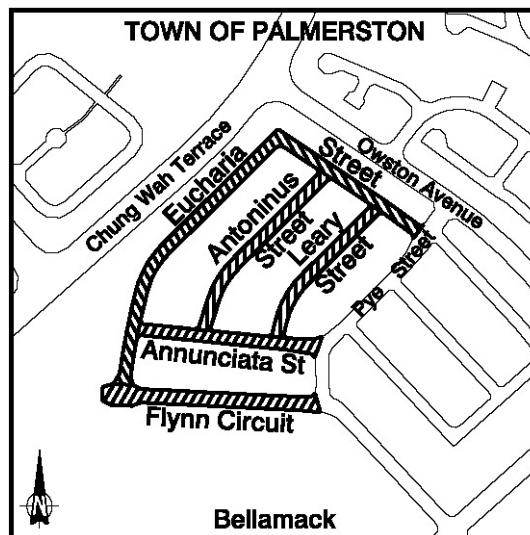 TOWN OF PALMERSTON
Chung Wah Terrace
Eucharia
Street
Owston Avenue
Antoninus
Street
Leary
Street
Pye Street
Annunciata St
Flynn Circuit
N
Bellamack